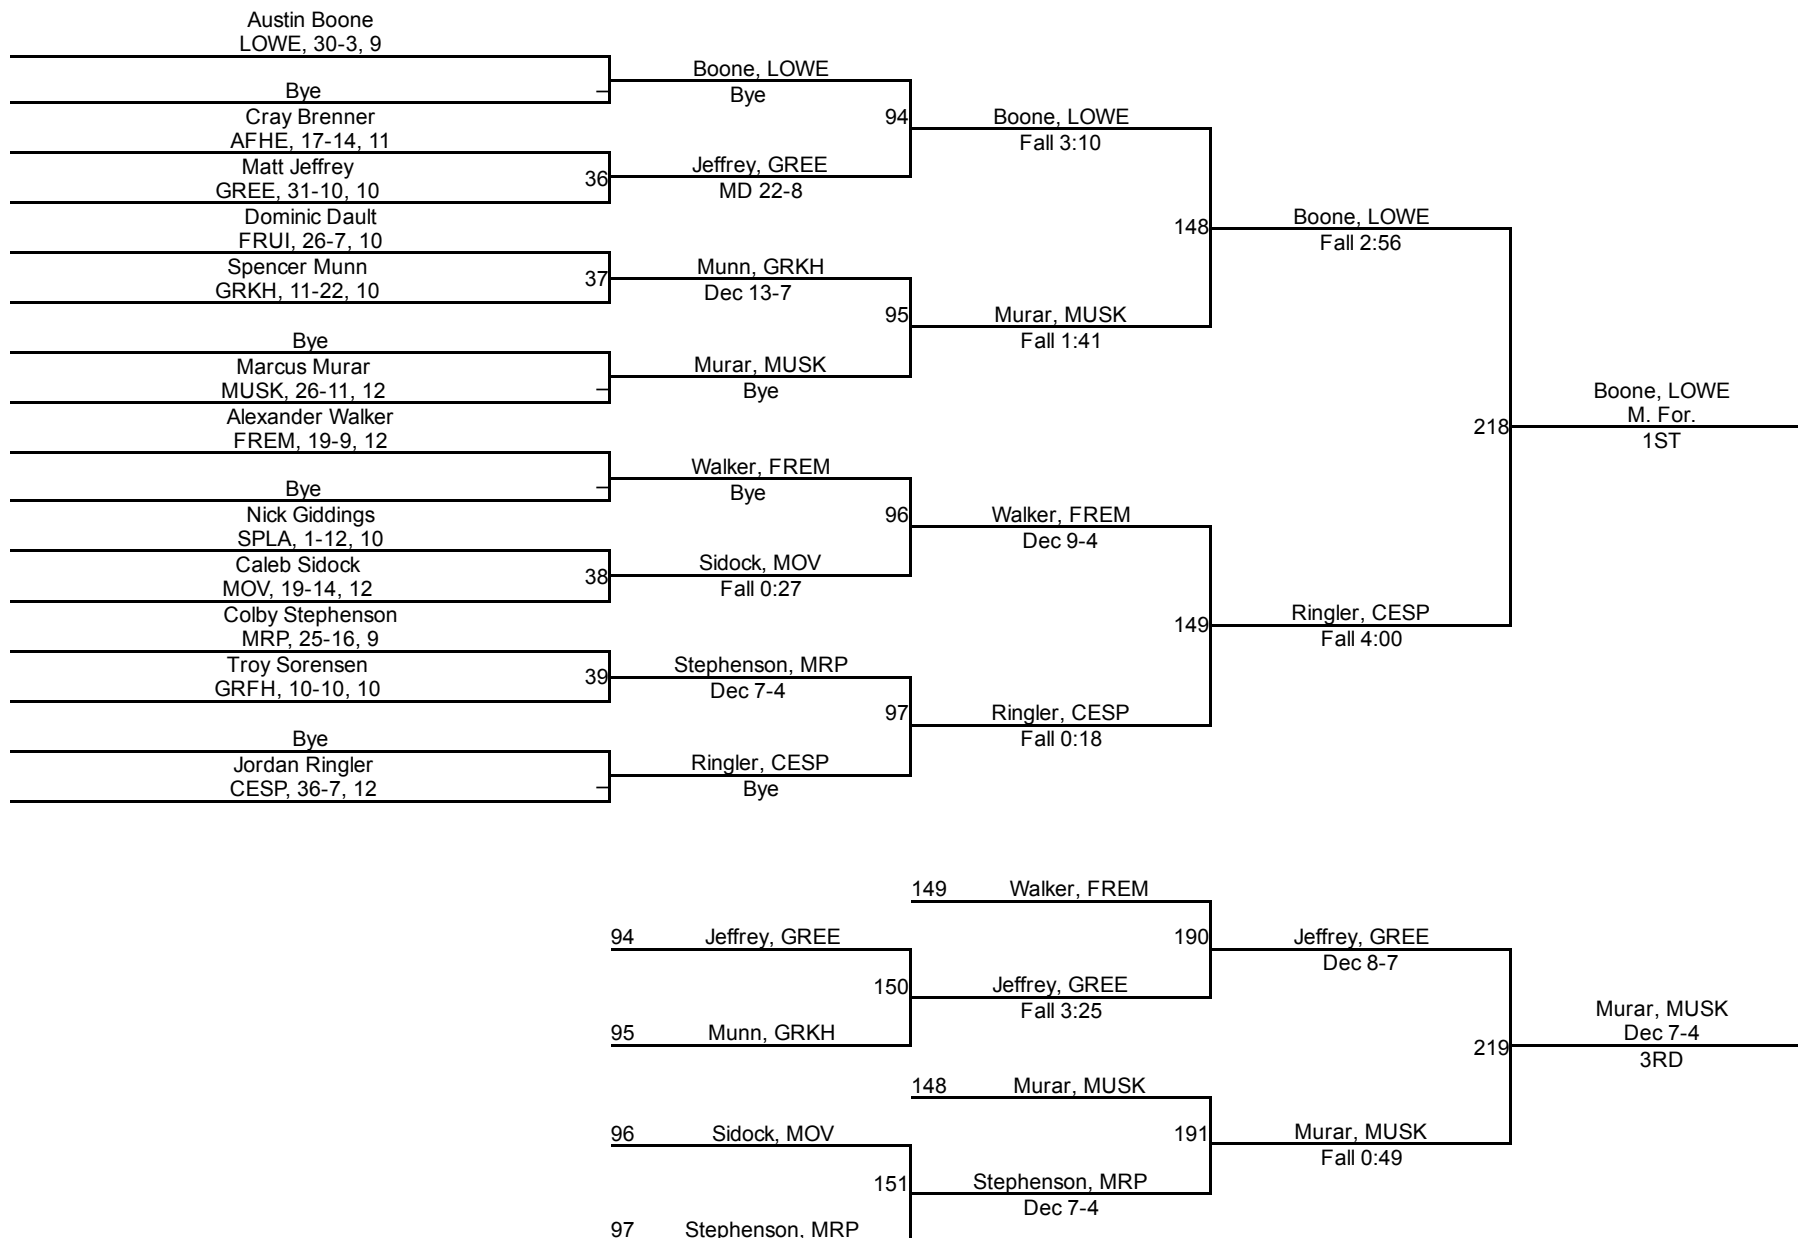 Austin Boone
LOWE, 30-3, 9
Bye
–
Cray Brenner
AFHE, 17-14, 11
Matt Jeffrey
GREE, 31-10, 10
36
Dominic Dault
FRUI, 26-7, 10
Spencer Munn
GRKH, 11-22, 10
37
Bye
Marcus Murar
MUSK, 26-11, 12
–
Alexander Walker
FREM, 19-9, 12
Bye
–
Nick Giddings
SPLA, 1-12, 10
Caleb Sidock
MOV, 19-14, 12
38
Colby Stephenson
MRP, 25-16, 9
Troy Sorensen
GRFH, 10-10, 10
39
Bye
Jordan Ringler
CESP, 36-7, 12
–
Boone, LOWE
Bye
94
Jeffrey, GREE
MD 22-8
Munn, GRKH
Dec 13-7
95
Murar, MUSK
Bye
Walker, FREM
Bye
96
Sidock, MOV
Fall 0:27
Stephenson, MRP
Dec 7-4
97
Ringler, CESP
Bye
Boone, LOWE
Fall 3:10
148
Murar, MUSK
Fall 1:41
Walker, FREM
Dec 9-4
149
Ringler, CESP
Fall 0:18
Boone, LOWE
Fall 2:56
218
Ringler, CESP
Fall 4:00
Boone, LOWE
M. For.
1ST
149 Walker, FREM
94 Jeffrey, GREE
190
Jeffrey, GREE
Dec 8-7
150
Jeffrey, GREE
Fall 3:25
95 Munn, GRKH
Murar, MUSK
Dec 7-4
219
3RD
148 Murar, MUSK
96 Sidock, MOV
191
Murar, MUSK
Fall 0:49
151
Stephenson, MRP
Dec 7-4
97 Stephenson, MRP